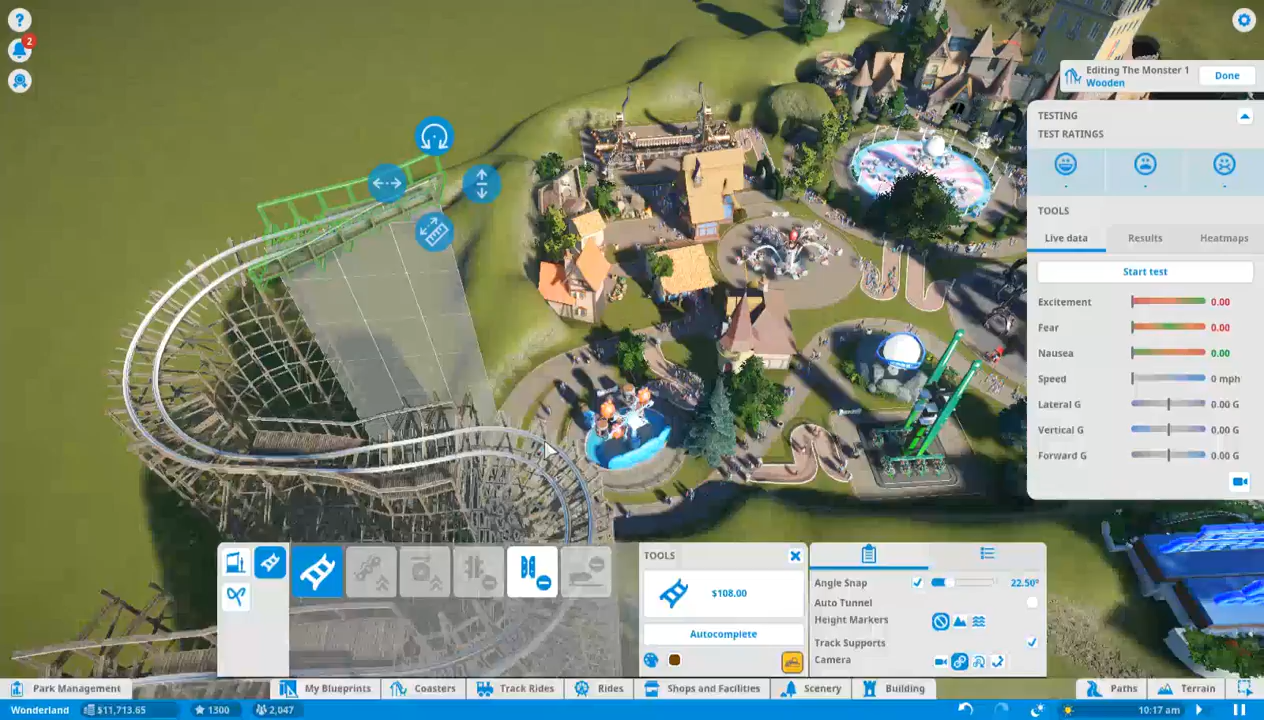 ?
2
Editing The Monster 1
Wooden
Done
TESTING
TEST RATINGS
- - -
TOOLS
Live data Results Heatmaps
Start test
Excitement 0.00
Fear 0.00
Nausea 0.00
Speed 0 mph
Lateral G 0.00 G
Vertical G 0.00 G
Forward G 0.00 G
TOOLS
$108.00
Autocomplete
Angle Snap 22.50°
Auto Tunnel
Height Markers
Track Supports
Camera
Park Management My Blueprints Coasters Track Rides Rides Shops and Facilities Scenery Building Paths Terrain
Wonderland $11,713.65 1300 2,047 10:17 am